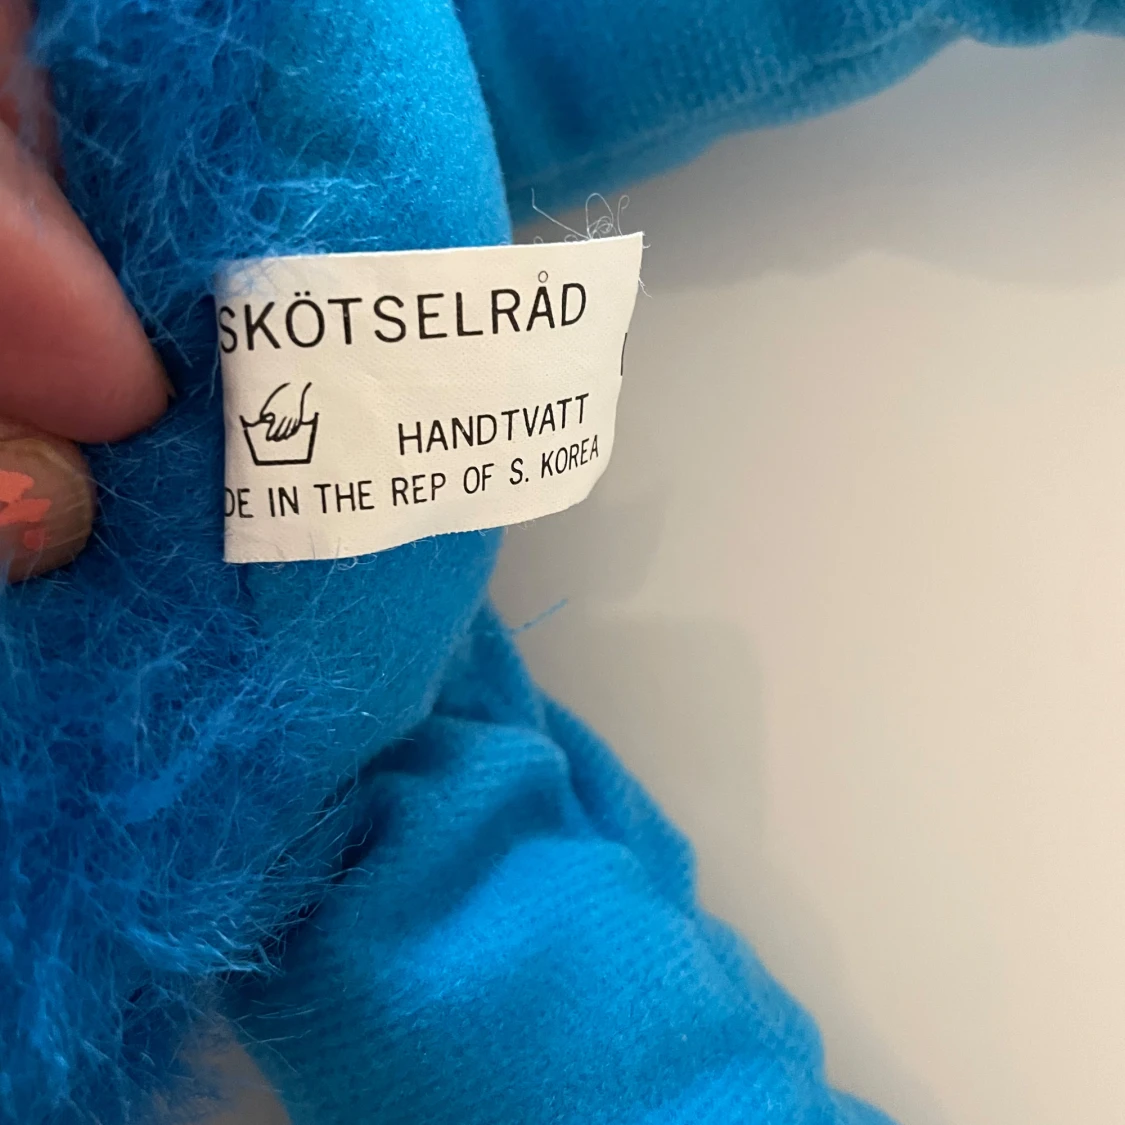 SKÖTSELRÅD
HANDTVATT
DE IN THE REP OF S. KOREA